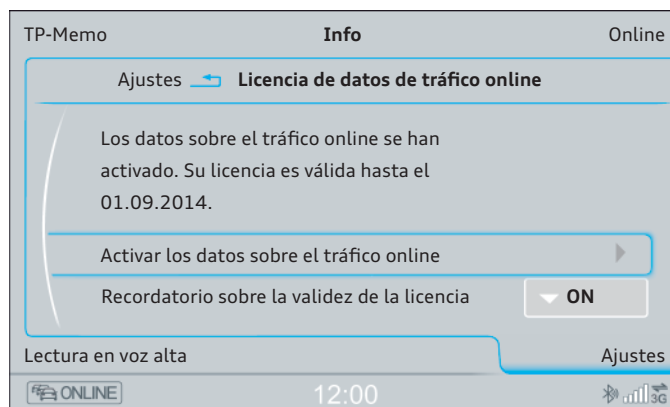 TP-Memo Info Online
Ajustes Licencia de datos de tráfico online
Los datos sobre el tráfico online se han
activado. Su licencia es válida hasta el
01.09.2014.
Activar los datos sobre el tráfico online
Recordatorio sobre la validez de la licencia ON
Lectura en voz alta Ajustes
ONLINE 12:00 3G